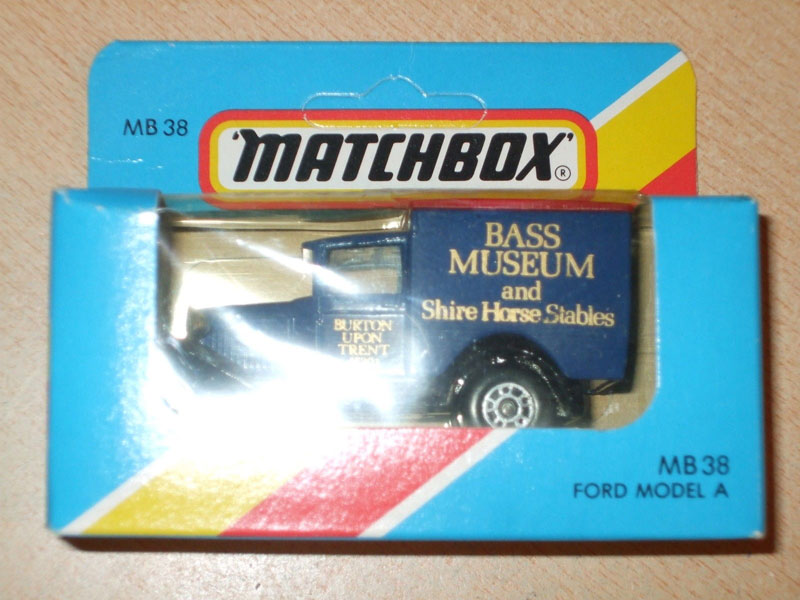 MB 38
'MATCHBOX'®
BASS
MUSEUM
and
Shire Horse Stables
BURTON
UPON
TRENT
MB 38
FORD MODEL A